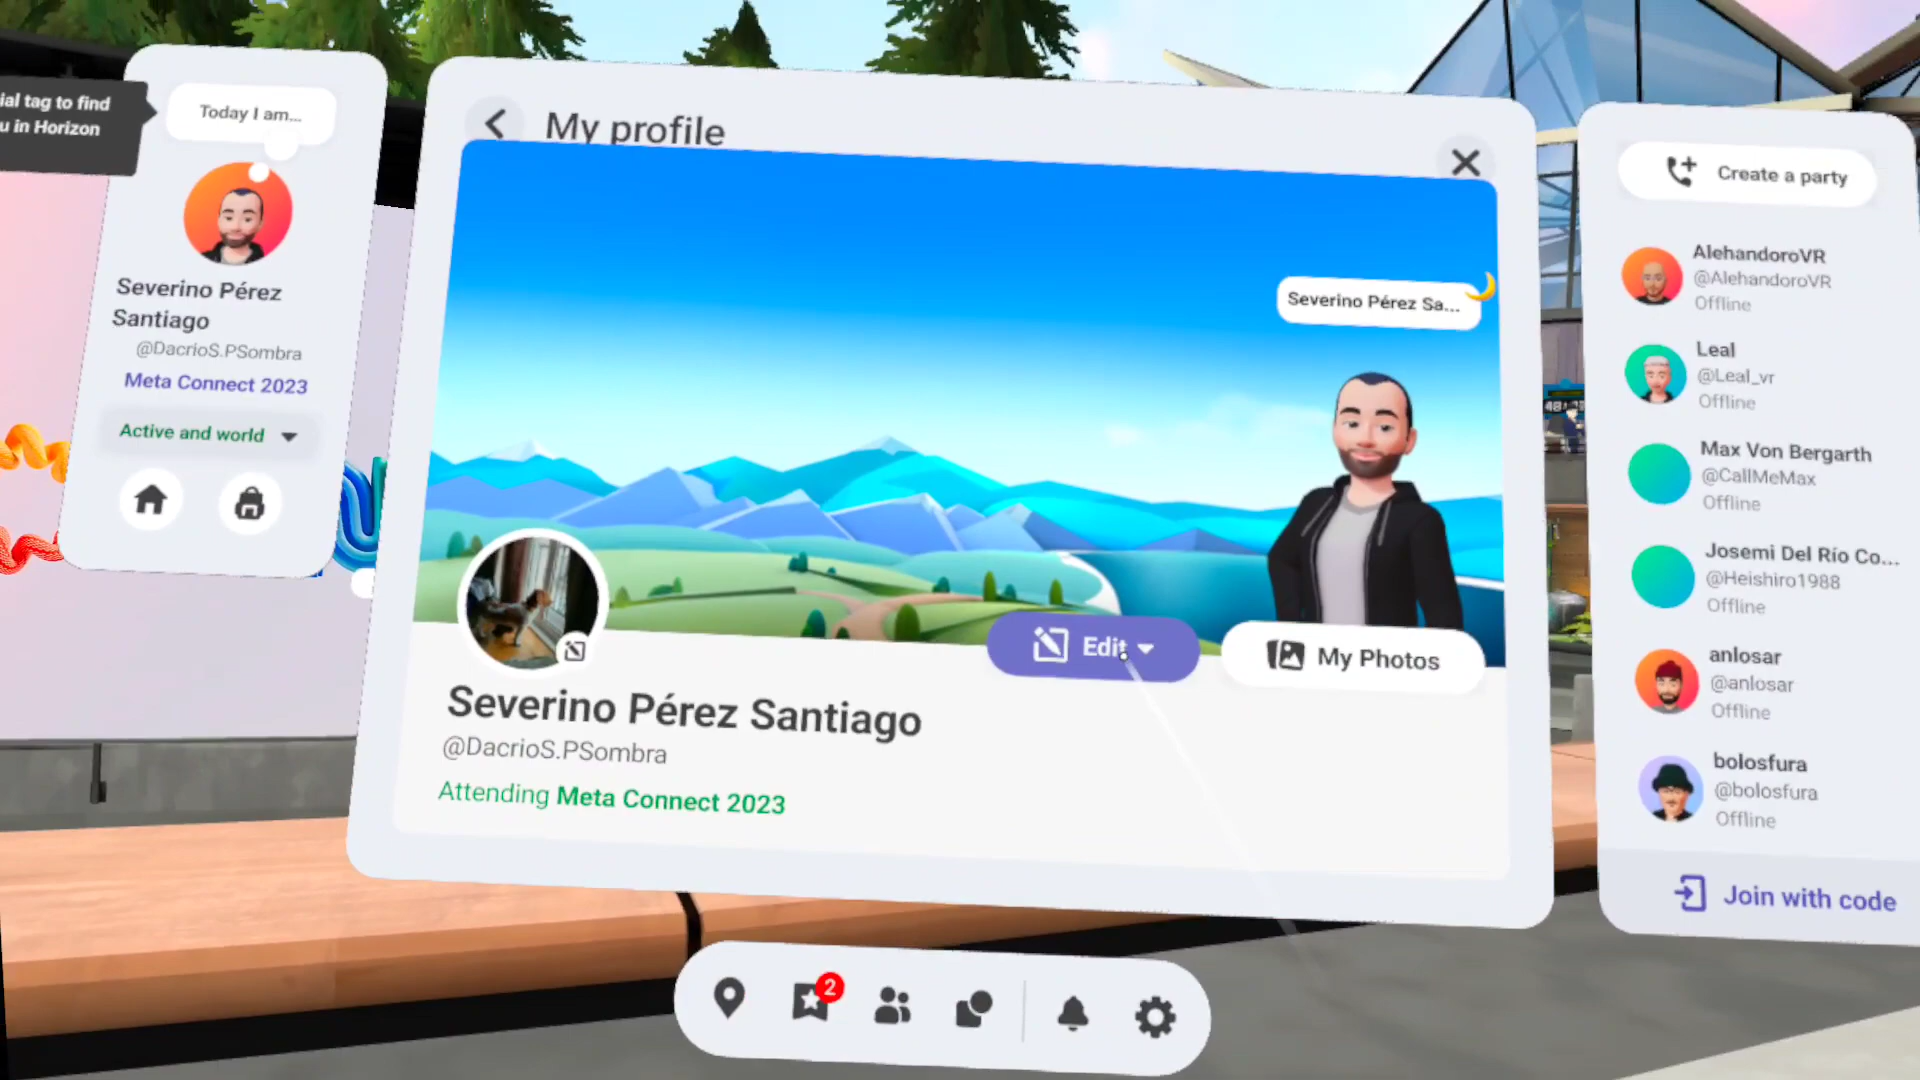 ial tag to find
u in Horizon
Today I am...
Severino Pérez
Santiago
@DacrioS.PSombra
Meta Connect 2023
Active and world
My profile
Severino Pérez Sa...
Edit
My Photos
Severino Pérez Santiago
@DacrioS.PSombra
Attending Meta Connect 2023
Create a party
AlehandoroVR
@AlehandoroVR
Offline
Leal
@Leal_vr
Offline
Max Von Bergarth
@CallMeMax
Offline
Josemi Del Río Co...
@Heishiro1988
Offline
anlosar
@anlosar
Offline
bolosfura
@bolosfura
Offline
Join with code
2